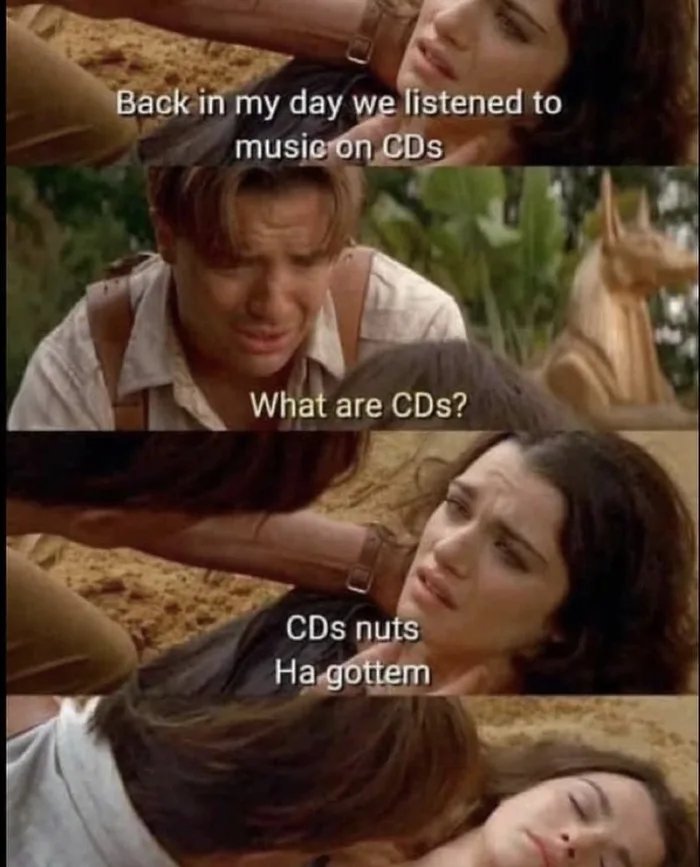 Back in my day we listened to
music on CDs
What are CDs?
CDs nuts
Ha gottem